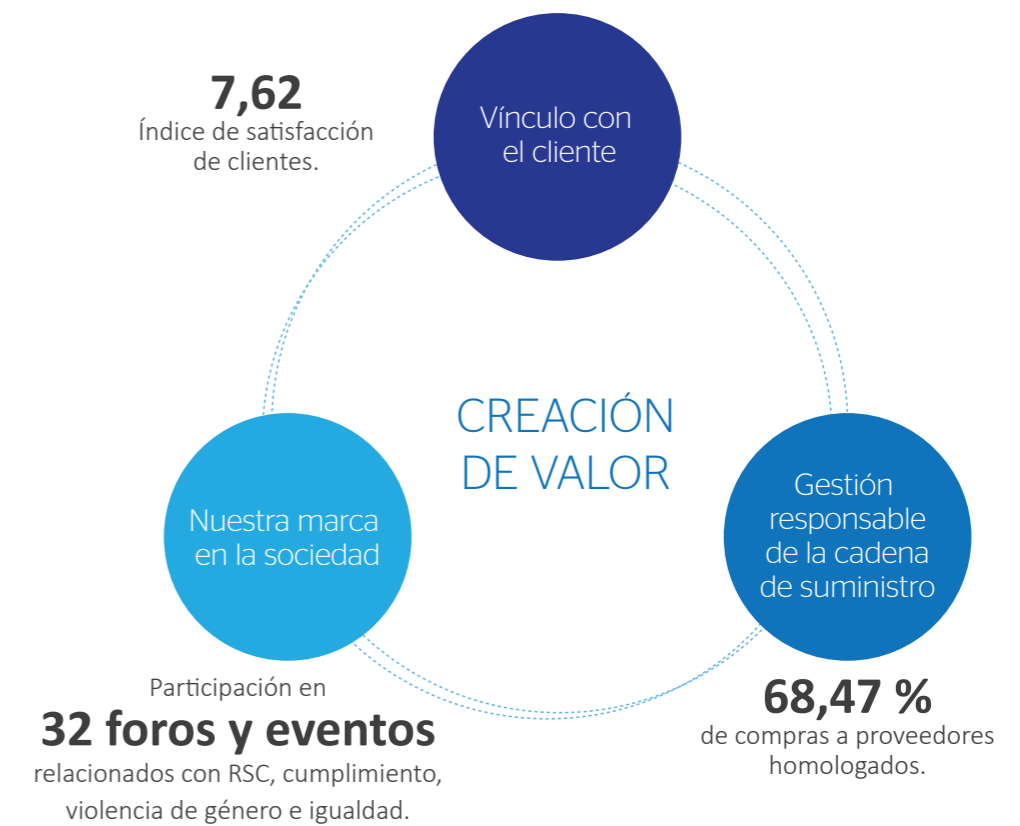 7,62
Índice de satisfacción
de clientes.
Vínculo con
el cliente
CREACIÓN
DE VALOR
Nuestra marca
en la sociedad
Gestión
responsable
de la cadena
de suministro
Participación en
32 foros y eventos
relacionados con RSC, cumplimiento,
violencia de género e igualdad.
68,47 %
de compras a proveedores
homologados.